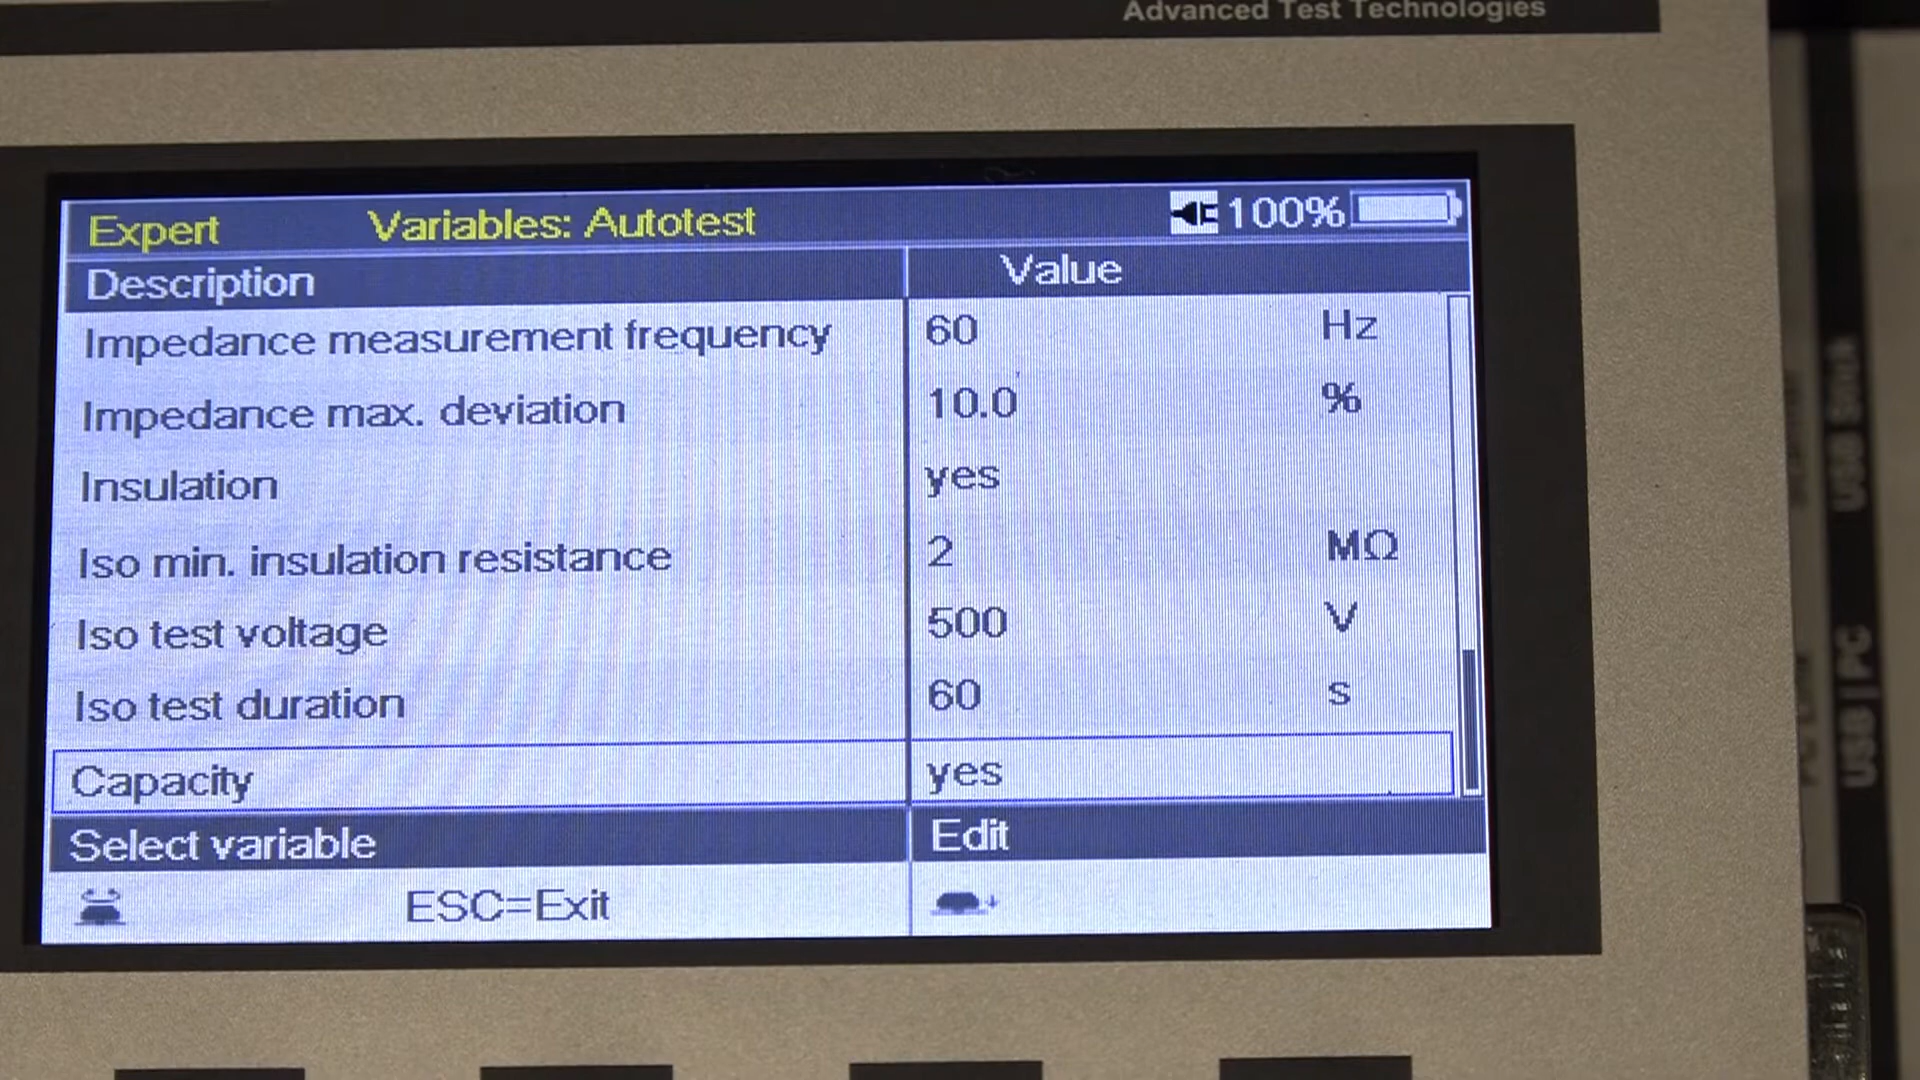 Advanced Test Technologies
Expert Variables: Autotest 100%
Description Value
Impedance measurement frequency 60 Hz
Impedance max. deviation 10.0 %
Insulation yes
Iso min. insulation resistance 2 MΩ
Iso test voltage 500 V
Iso test duration 60 s
Capacity yes
Select variable Edit
ESC=Exit
USB Stick
USB | PC